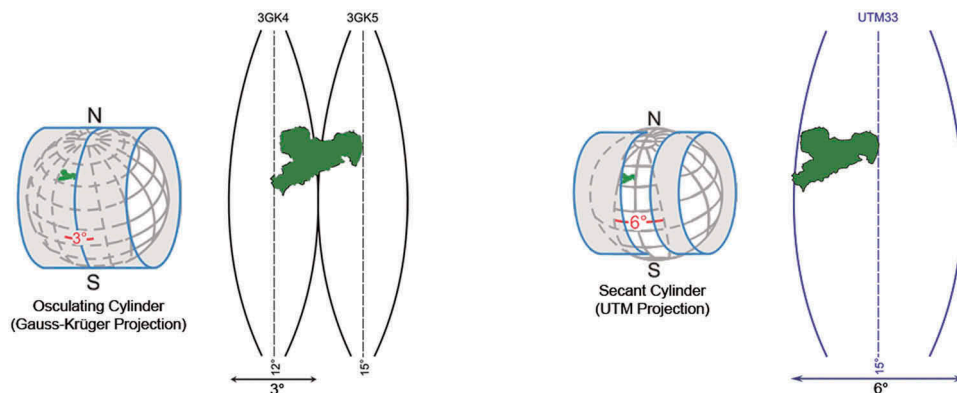 3GK4
3GK5
N
3°
S
Osculating Cylinder
(Gauss-Krüger Projection)
12°
15°
3°
UTM33
N
6°
S
Secant Cylinder
(UTM Projection)
15°
6°